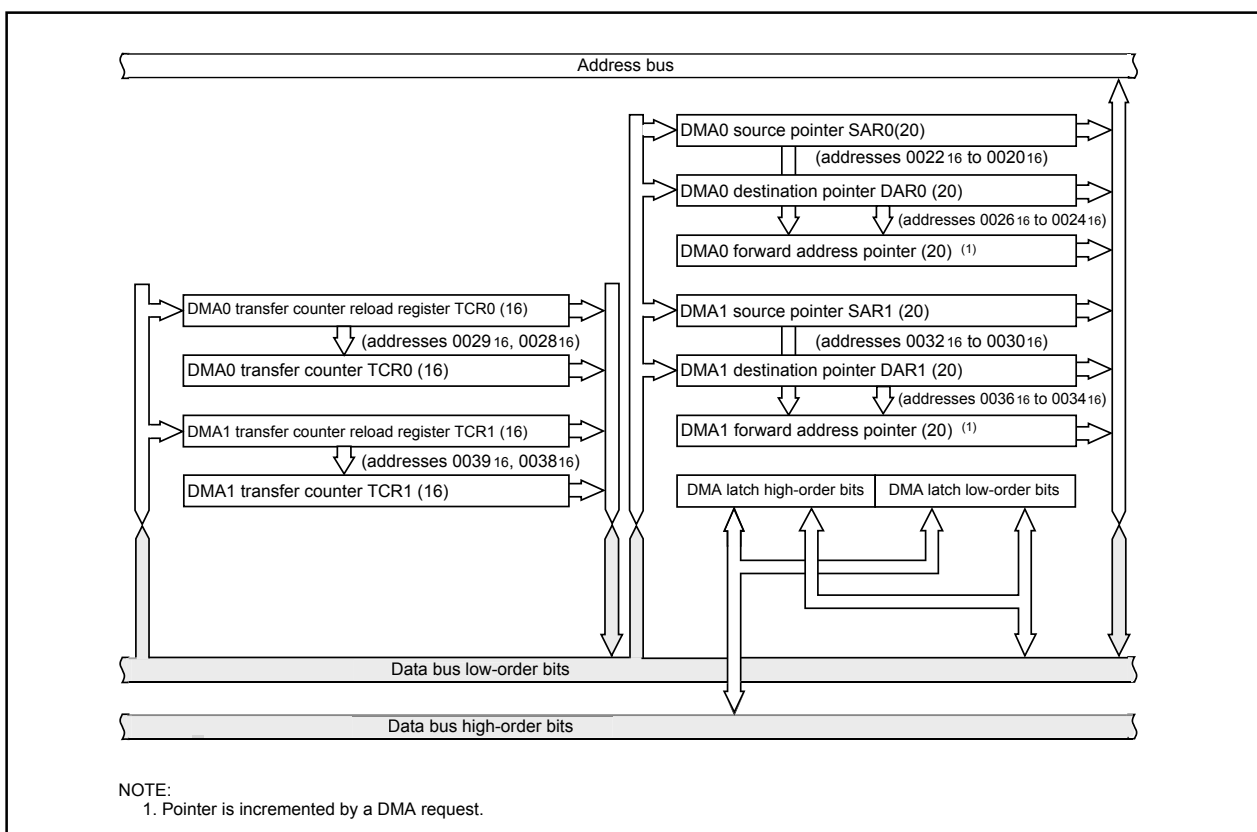 Address bus
DMA0 source pointer SAR0(20)
(addresses 0022 16 to 0020 16)
DMA0 destination pointer DAR0 (20)
(addresses 0026 16 to 0024 16)
DMA0 forward address pointer (20) (1)
DMA0 transfer counter reload register TCR0 (16)
(addresses 0029 16, 0028 16)
DMA0 transfer counter TCR0 (16)
DMA1 transfer counter reload register TCR1 (16)
(addresses 0039 16, 0038 16)
DMA1 transfer counter TCR1 (16)
DMA1 source pointer SAR1 (20)
(addresses 0032 16 to 0030 16)
DMA1 destination pointer DAR1 (20)
(addresses 0036 16 to 0034 16)
DMA1 forward address pointer (20) (1)
DMA latch high-order bits DMA latch low-order bits
Data bus low-order bits
Data bus high-order bits
NOTE:
1. Pointer is incremented by a DMA request.